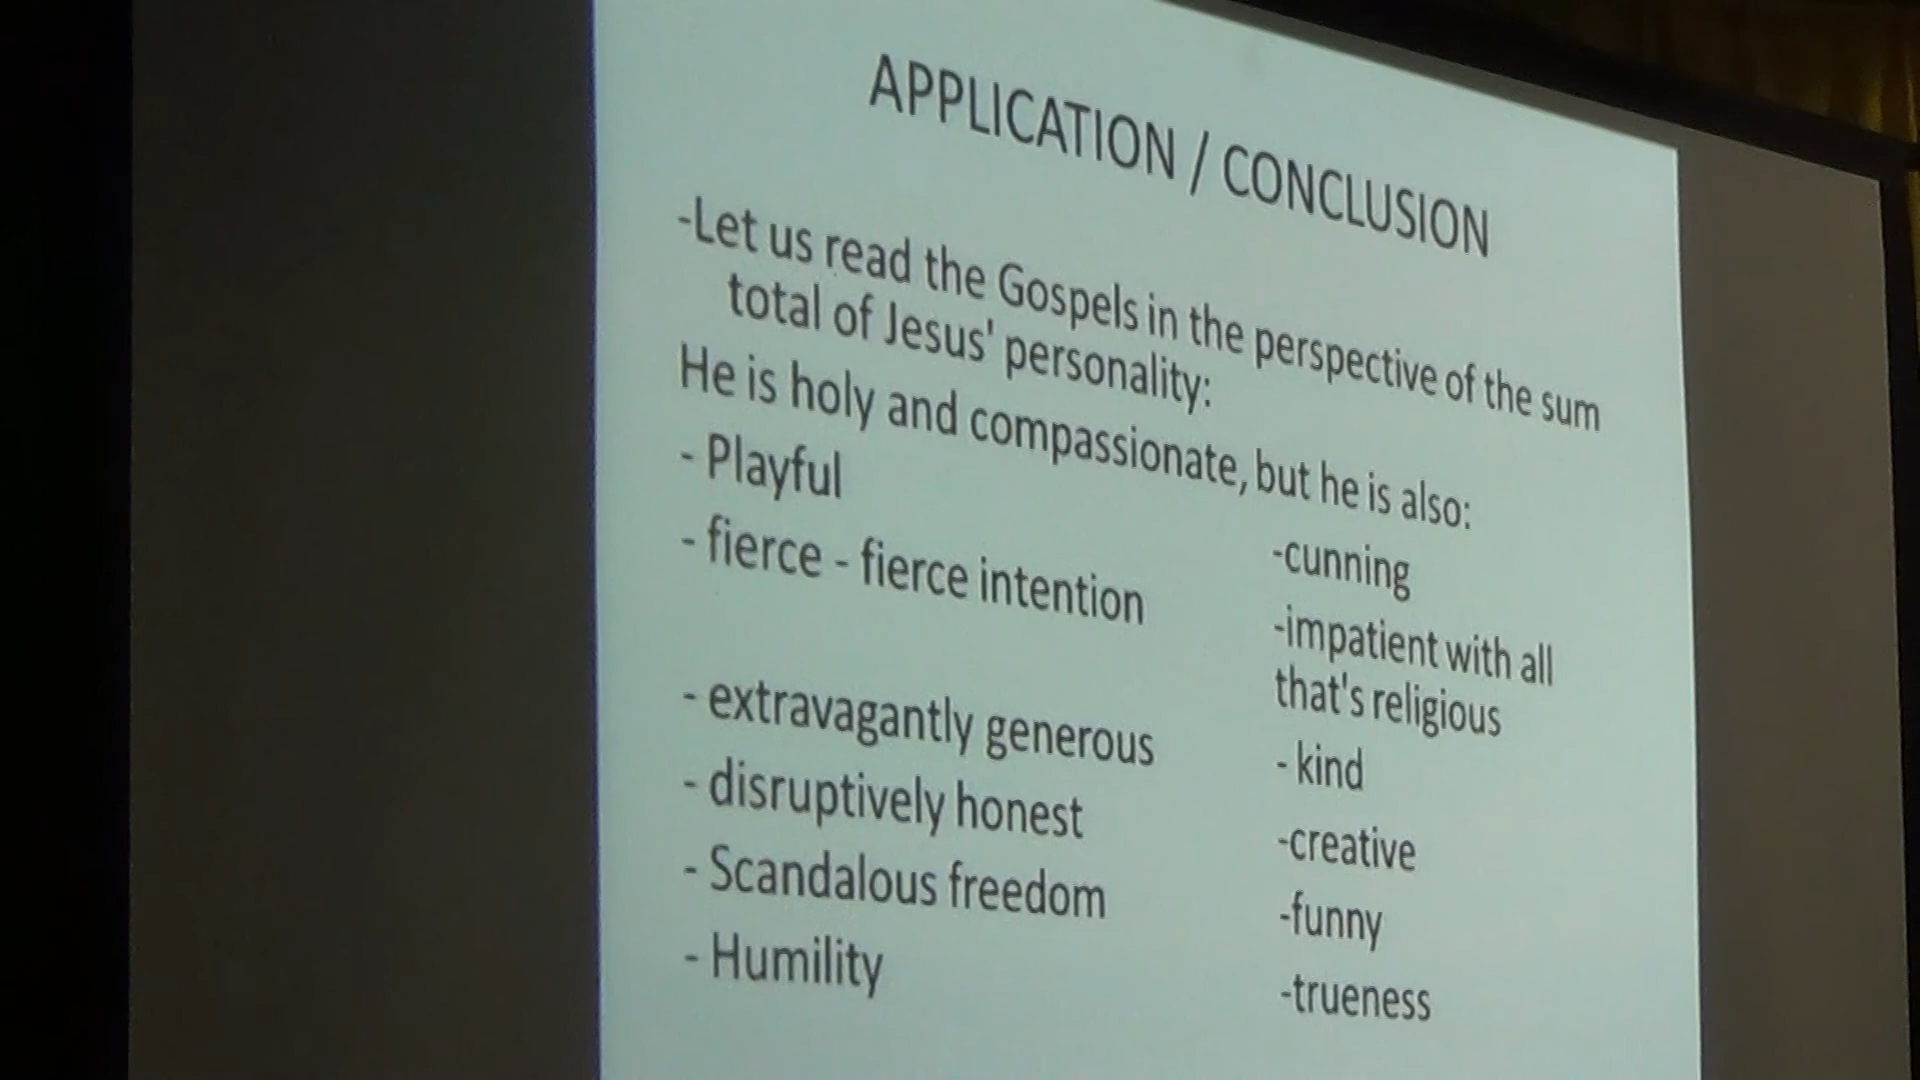 APPLICATION / CONCLUSION
-Let us read the Gospels in the perspective of the sum
total of Jesus' personality:
He is holy and compassionate, but he is also:
- Playful
- fierce - fierce intention
- extravagantly generous
- disruptively honest
- Scandalous freedom
- Humility
-cunning
-impatient with all
that's religious
- kind
-creative
-funny
-trueness